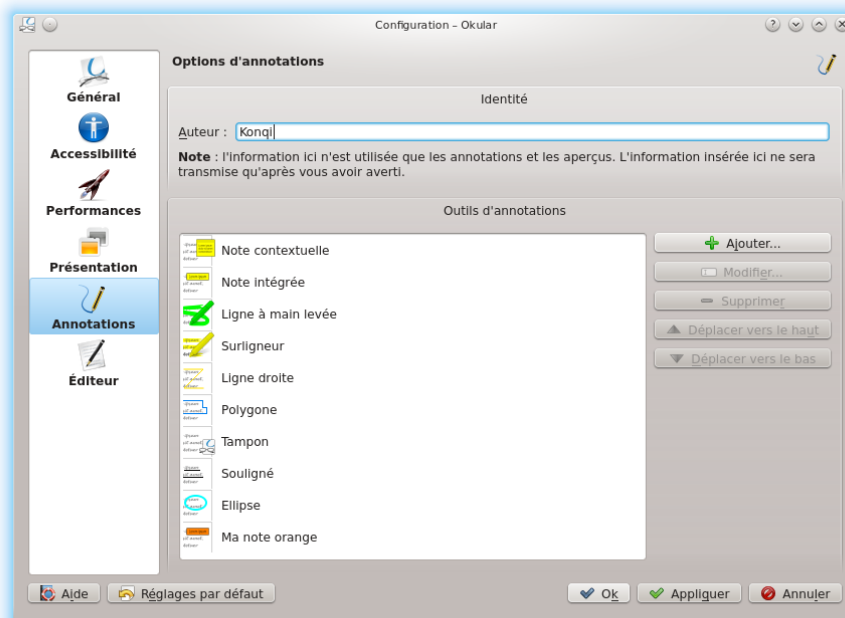 Configuration – Okular
Général
Accessibilité
Performances
Présentation
Annotations
Éditeur
Options d'annotations
Identité
Auteur : Konqi
Note : l'information ici n'est utilisée que les annotations et les aperçus. L'information insérée ici ne sera
transmise qu'après vous avoir averti.
Outils d'annotations
Note contextuelle
Note intégrée
Ligne à main levée
Surligneur
Ligne droite
Polygone
Tampon
Souligné
Ellipse
Ma note orange
Ajouter...
Modifier...
Supprimer
Déplacer vers le haut
Déplacer vers le bas
Aide
Réglages par défaut
Ok
Appliquer
Annuler